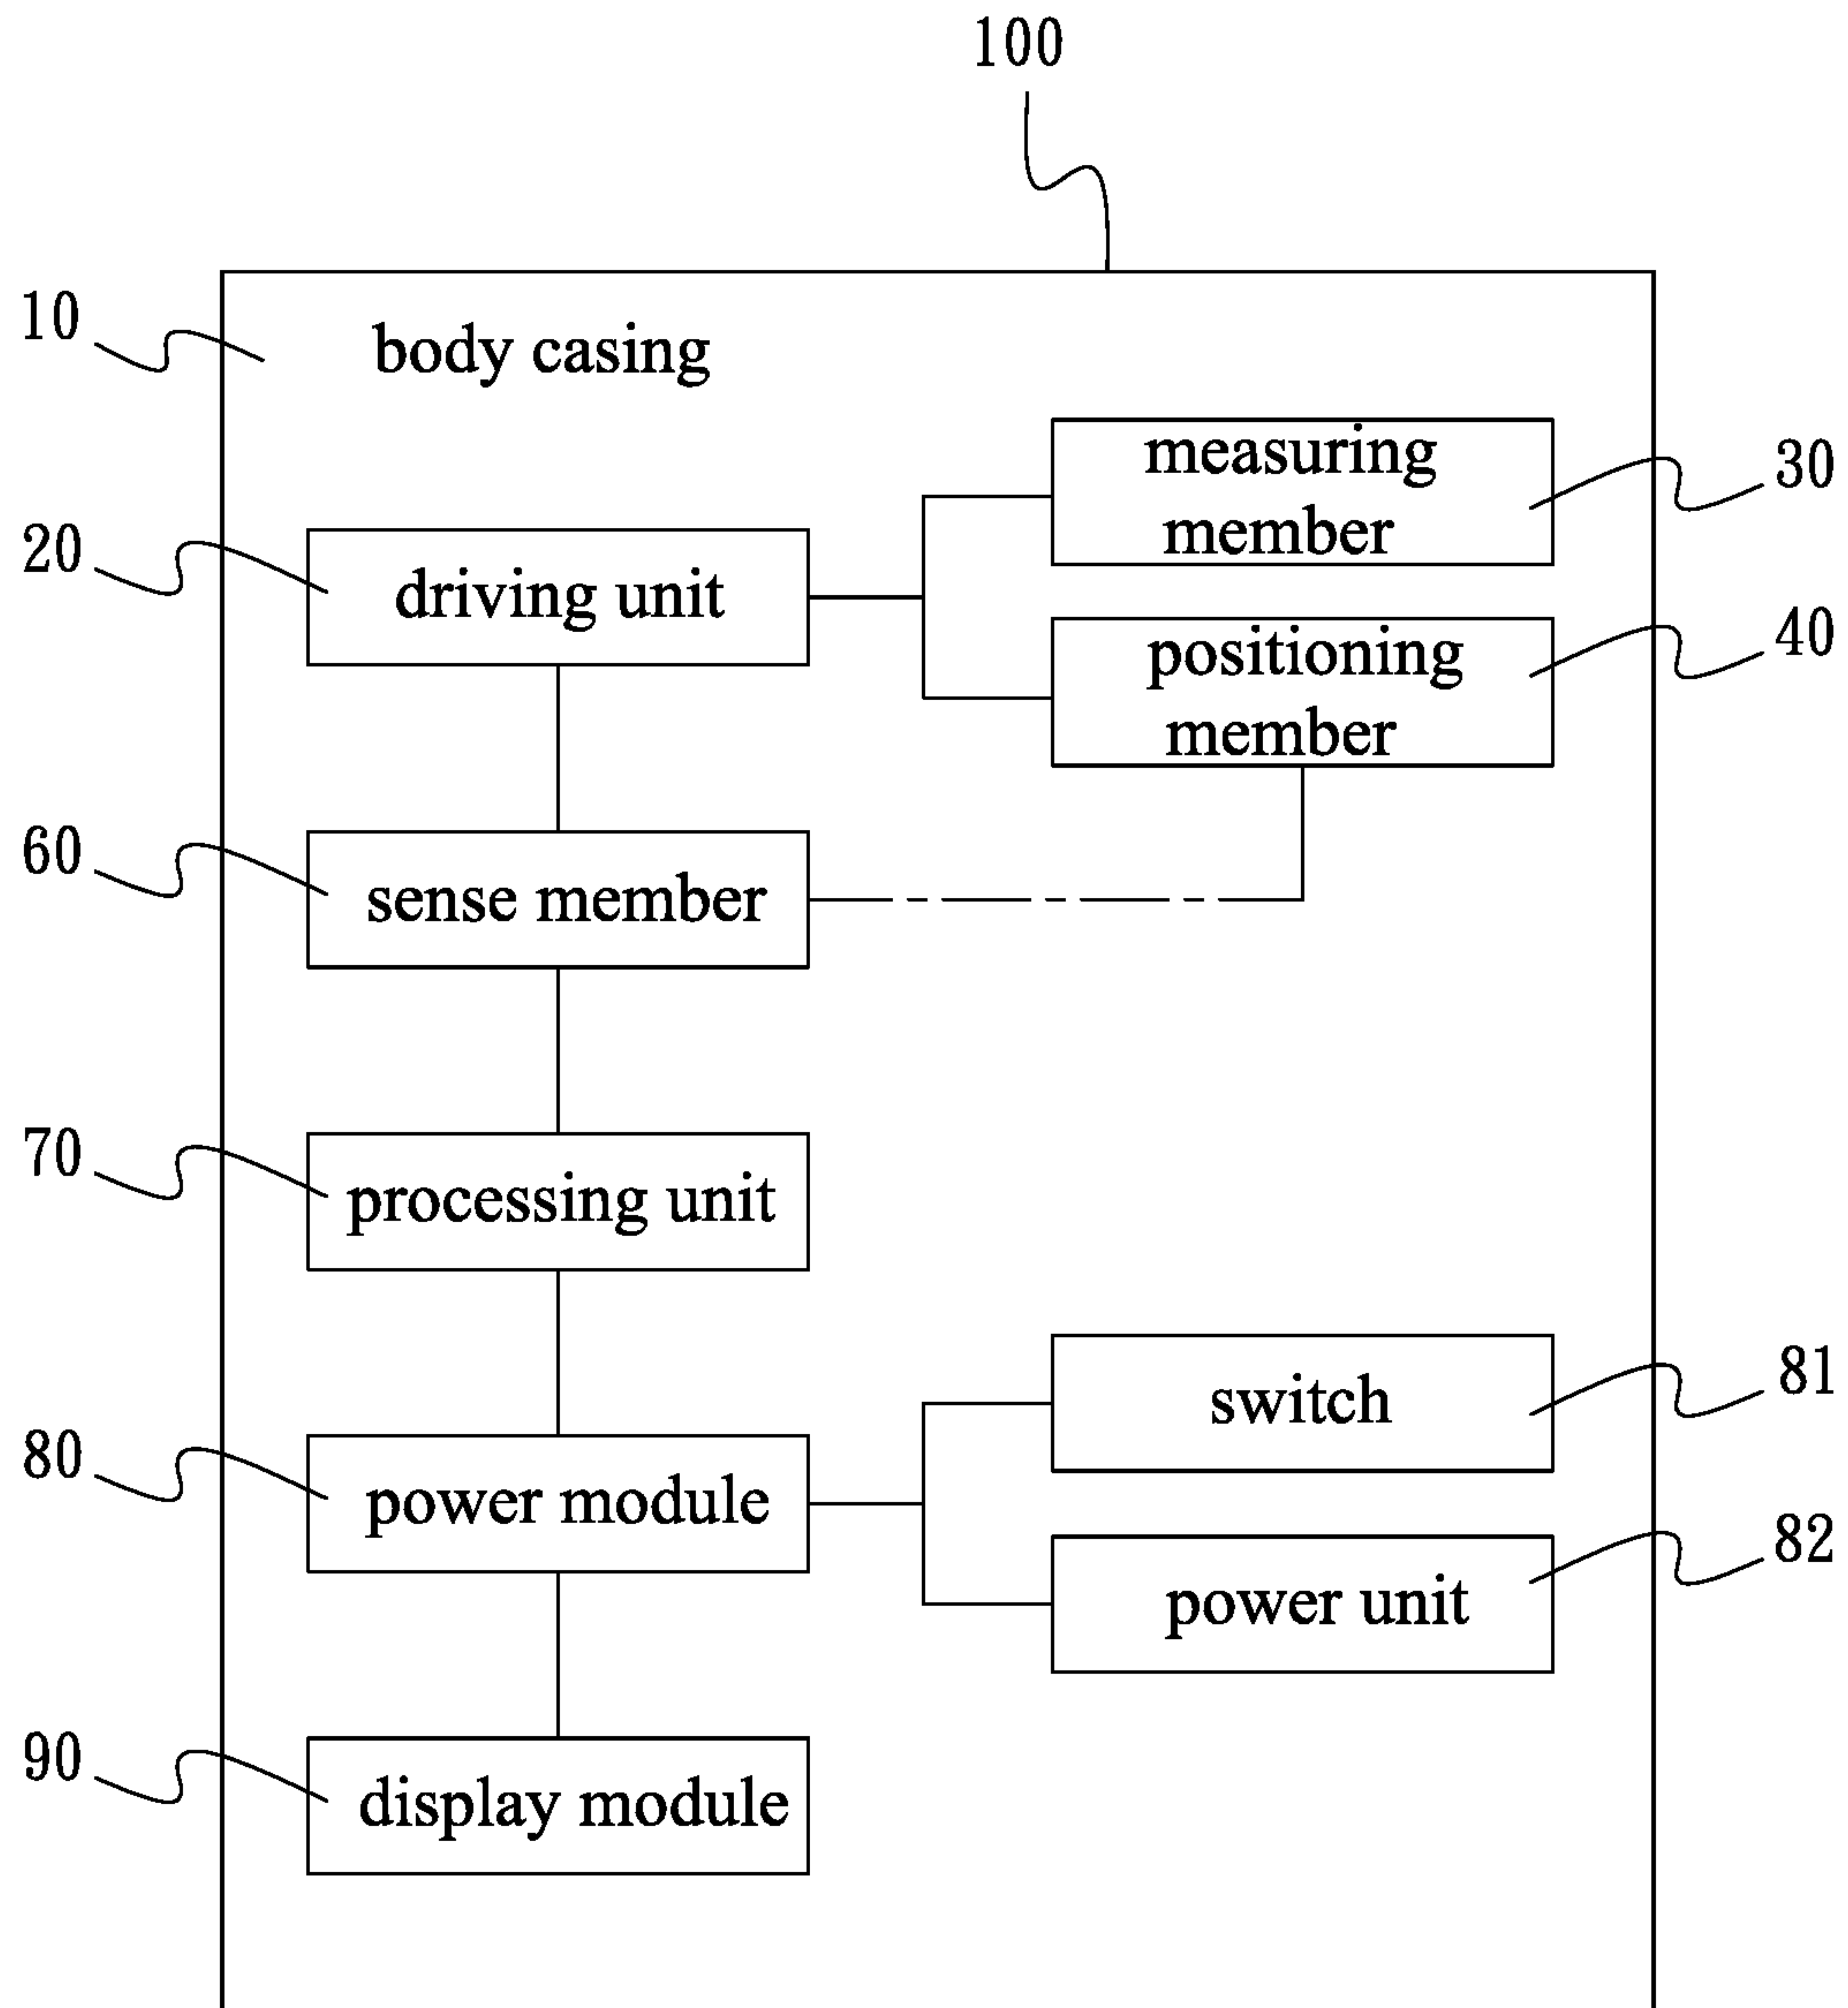 100
10
body casing
measuring
member
30
20
driving unit
positioning
member
40
60
sense member
70
processing unit
switch
81
80
power module
power unit
82
90
display module